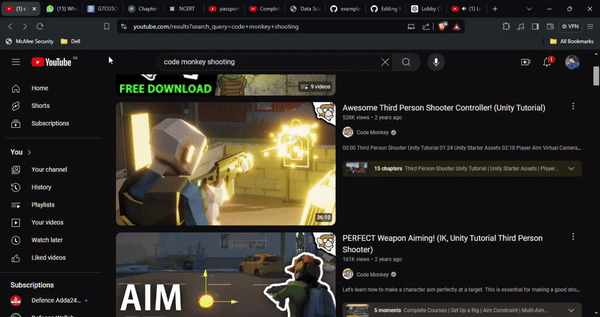 (1) c
(15) Wh
G7CG5C
Chapter
NCERT
passpo
Complet
Data Sc
example
Editing
Lobby C
(1) L
youtube.com/results?search_query=code+monkey+shooting
VPN
McAfee Security
Dell
All Bookmarks
YouTube
code monkey shooting
Home
Shorts
Subscriptions
You
Your channel
History
Playlists
Your videos
Watch later
Liked videos
Subscriptions
Defence Adda24...
FREE DOWNLOAD
9 videos
36:10
Awesome Third Person Shooter Controller! (Unity Tutorial)
528K views • 2 years ago
Code Monkey
00:00 Third Person Shooter Unity Tutorial 01:24 Unity Starter Assets 02:18 Player Aim Virtual Camera...
15 chapters Third Person Shooter Unity Tutorial | Unity Starter Assets | Player...
AIM
PERFECT Weapon Aiming! (IK, Unity Tutorial Third Person
Shooter)
161K views • 2 years ago
Code Monkey
Let's learn how to make a character aim perfectly at a target. This is essential for making a good sho...
5 moments Complete Courses | Set Up a Rig | Aim Constraint | Multi-Aim...